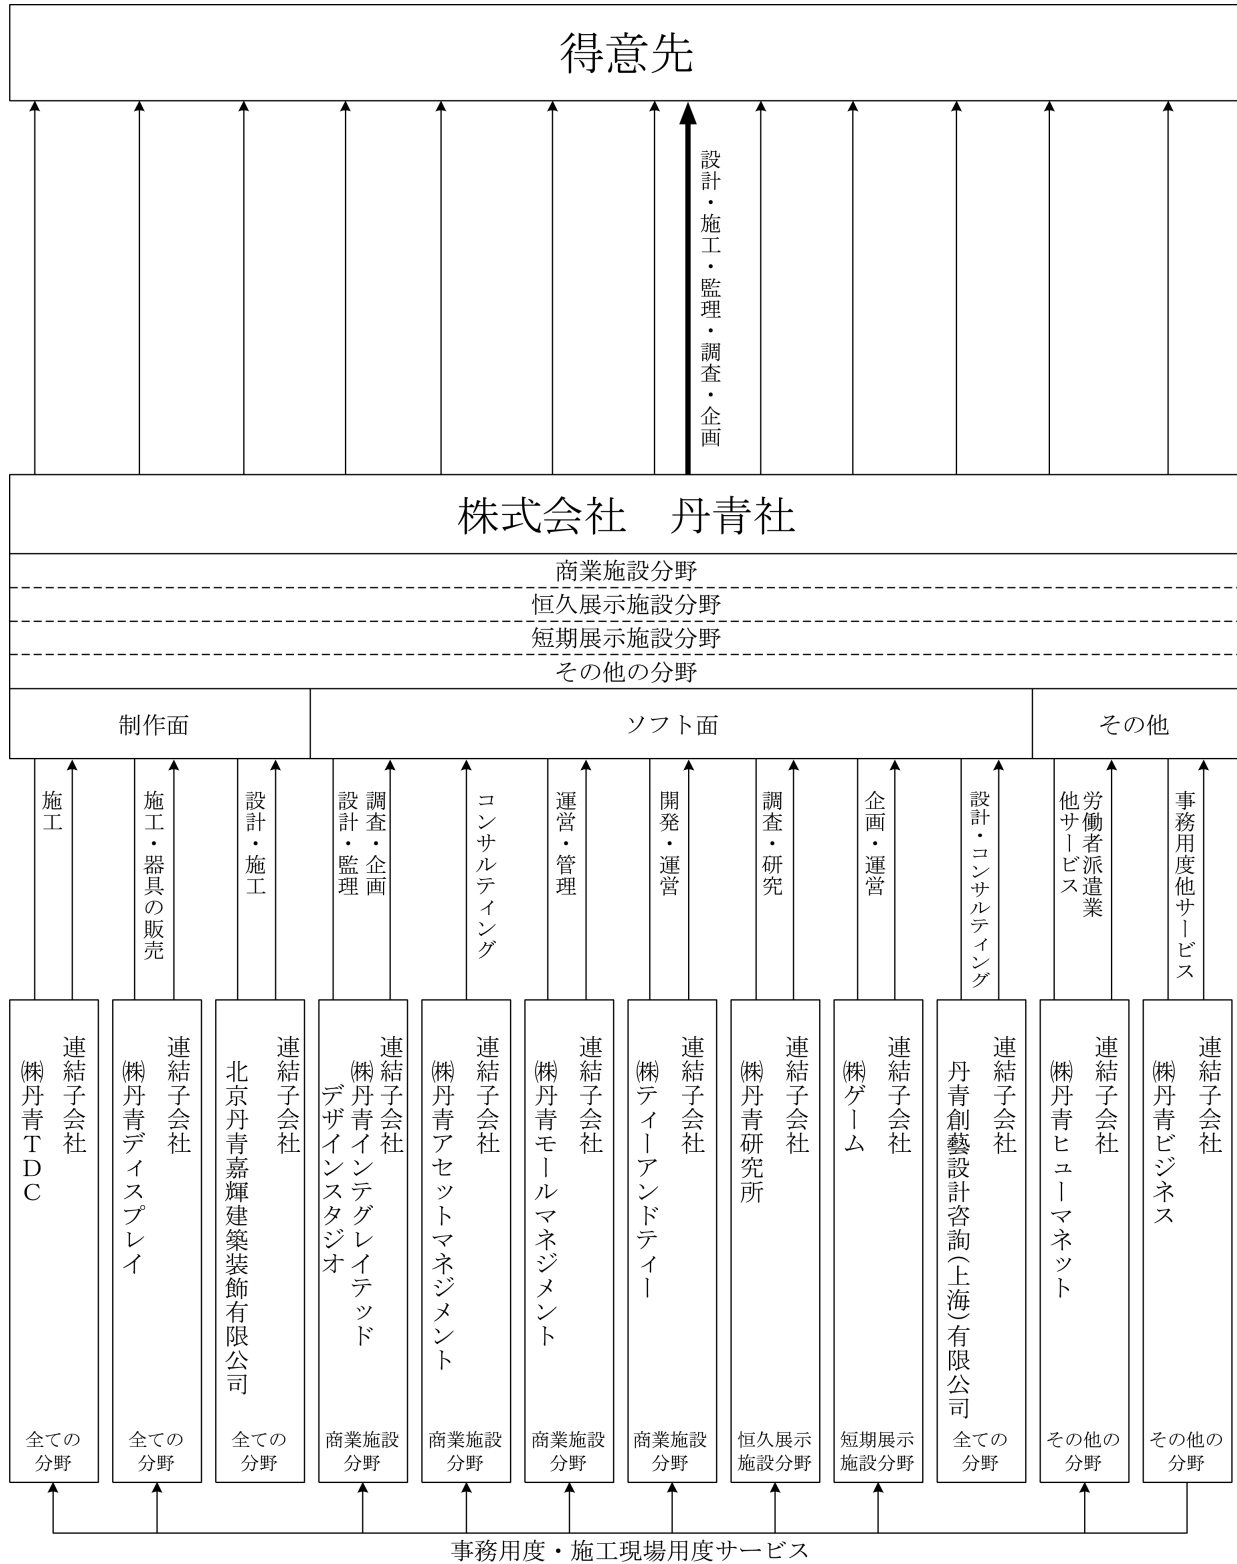 得意先
設計・施工・監理・調査・企画
株式会社　丹青社
商業施設分野
恒久展示施設分野
短期展示施設分野
その他の分野
制作面
ソフト面
その他
施工
施工・器具の販売
設計・施工
調査・企画
設計・監理
コンサルティング
運営・管理
開発・運営
調査・研究
企画・運営
設計・コンサルティング
労働者派遣業
他サービス
事務用度他サービス
連結子会社
㈱丹青ＴＤＣ
全ての
分野
連結子会社
㈱丹青ディスプレイ
全ての
分野
連結子会社
北京丹青嘉輝建築装飾有限公司
全ての
分野
連結子会社
㈱丹青インテグレイテッド
デザインスタジオ
商業施設
分野
連結子会社
㈱丹青アセットマネジメント
商業施設
分野
連結子会社
㈱丹青モールマネジメント
商業施設
分野
連結子会社
㈱ティーアンドティー
商業施設
分野
連結子会社
㈱丹青研究所
恒久展示
施設分野
連結子会社
㈱ゲーム
短期展示
施設分野
連結子会社
丹青創藝設計咨詢(上海)有限公司
全ての
分野
連結子会社
㈱丹青ヒューマネット
その他の
分野
連結子会社
㈱丹青ビジネス
その他の
分野
事務用度・施工現場用度サービス